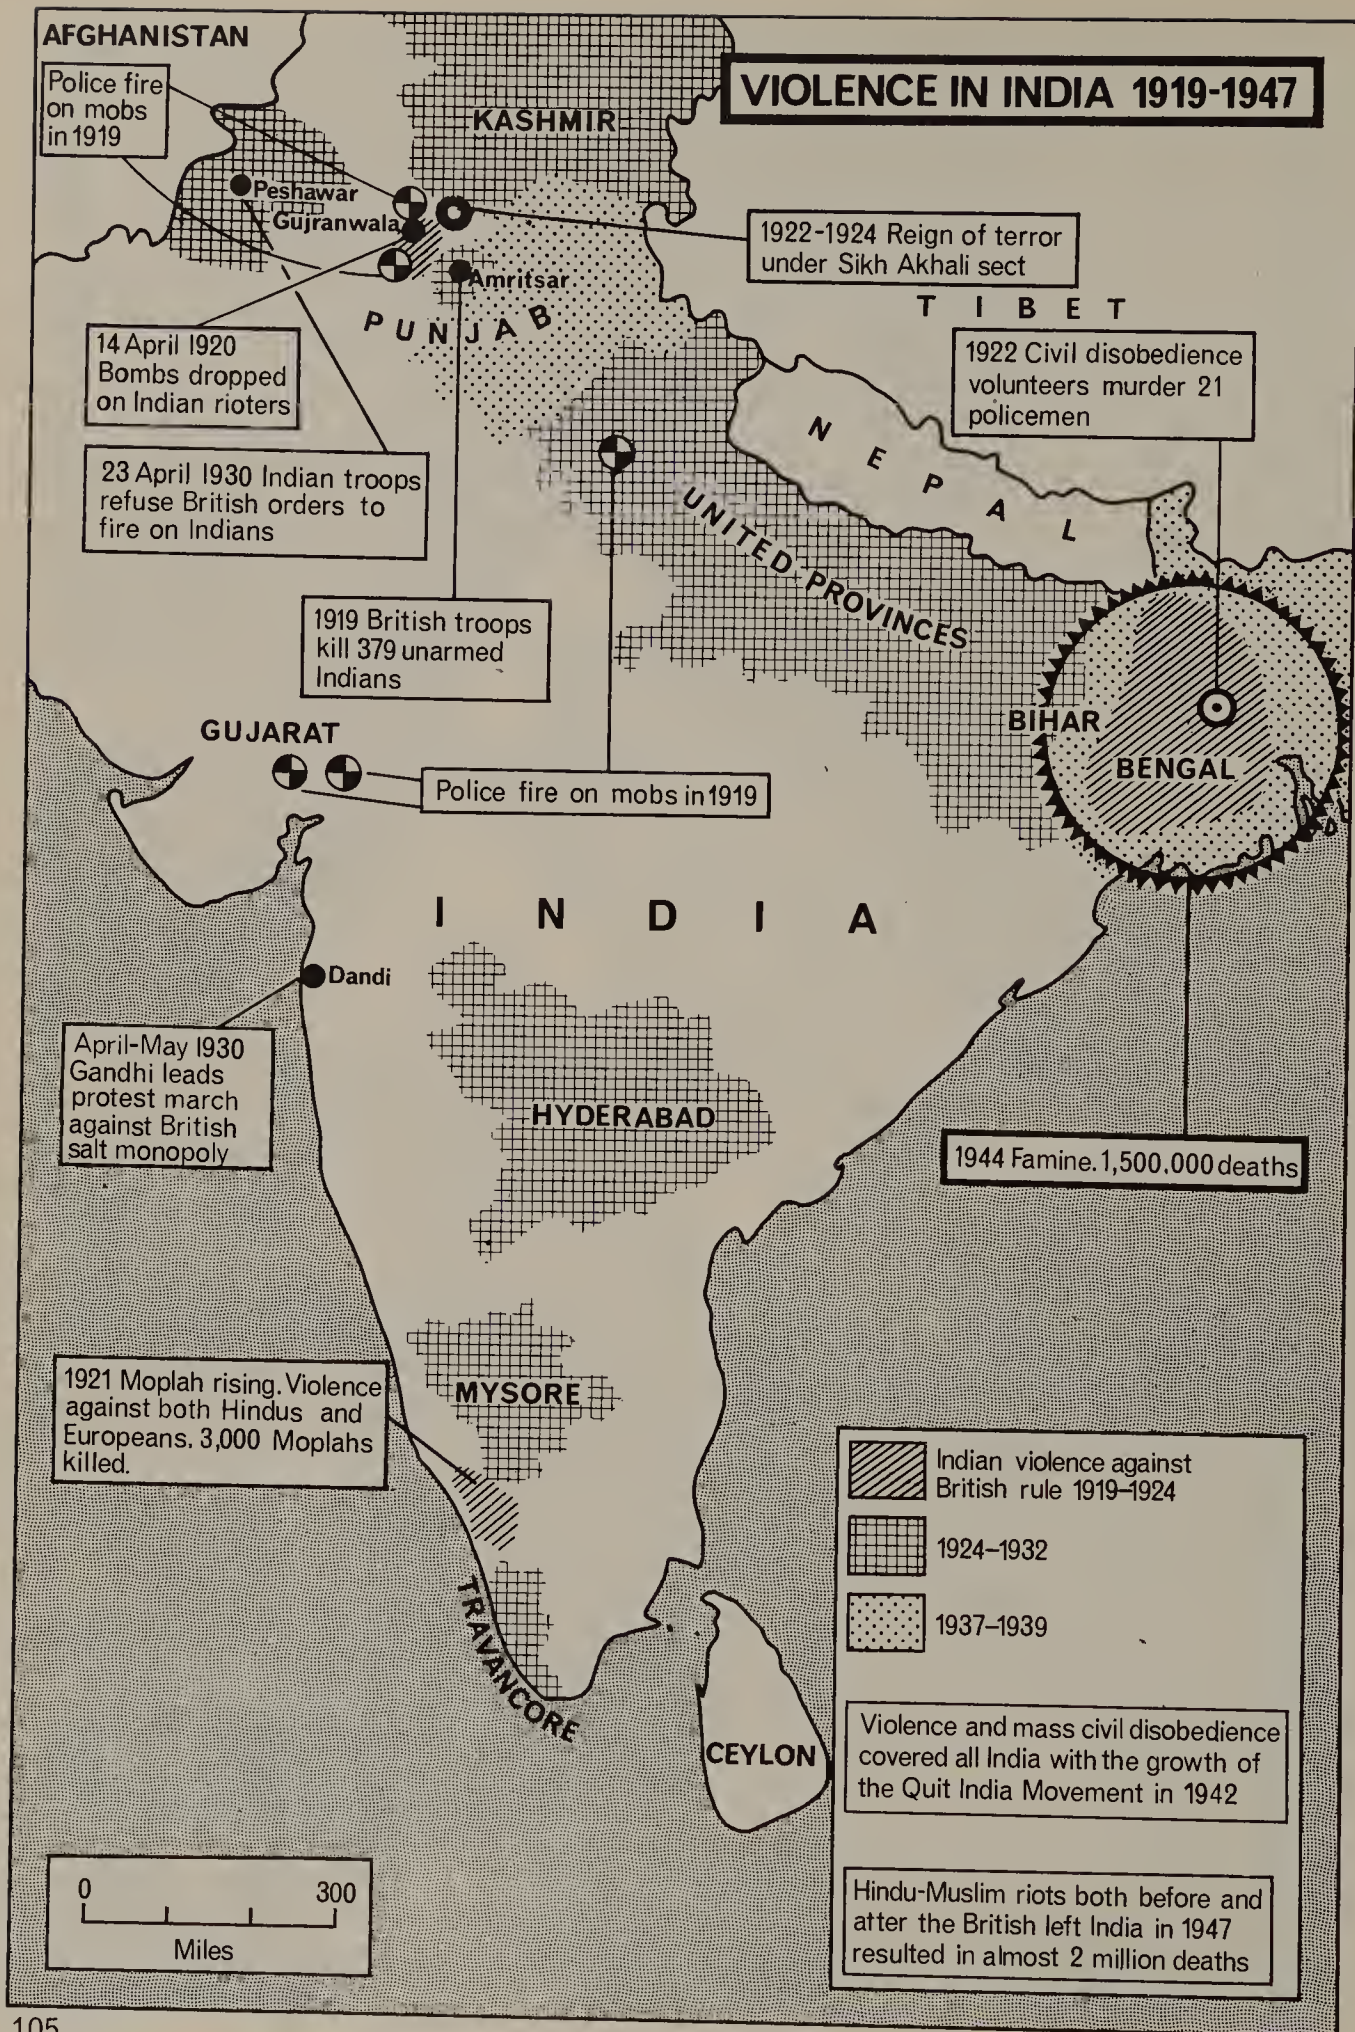 AFGHANISTAN
VIOLENCE IN INDIA 1919-1947
Police fire
on mobs
in 1919
KASHMIR
Peshawar
Gujranwala
Amritsar
PUNJAB
1922-1924 Reign of terror
under Sikh Akhali sect
TIBET
14 April 1920
Bombs dropped
on Indian rioters
1922 Civil disobedience
volunteers murder 21
policemen
NEPAL
23 April 1930 Indian troops
refuse British orders to
fire on Indians
UNITED PROVINCES
1919 British troops
kill 379 unarmed
Indians
BIHAR
BENGAL
GUJARAT
Police fire on mobs in 1919
INDIA
Dandi
April-May 1930
Gandhi leads
protest march
against British
salt monopoly
HYDERABAD
1944 Famine. 1,500,000 deaths
1921 Moplah rising. Violence
against both Hindus and
Europeans. 3,000 Moplahs
killed.
MYSORE
TRAVANCORE
CEYLON
Indian violence against
British rule 1919-1924
1924-1932
1937-1939
Violence and mass civil disobedience
covered all India with the growth of
the Quit India Movement in 1942
Hindu-Muslim riots both before and
atter the British left India in 1947
resulted in almost 2 million deaths
0 300
Miles
105